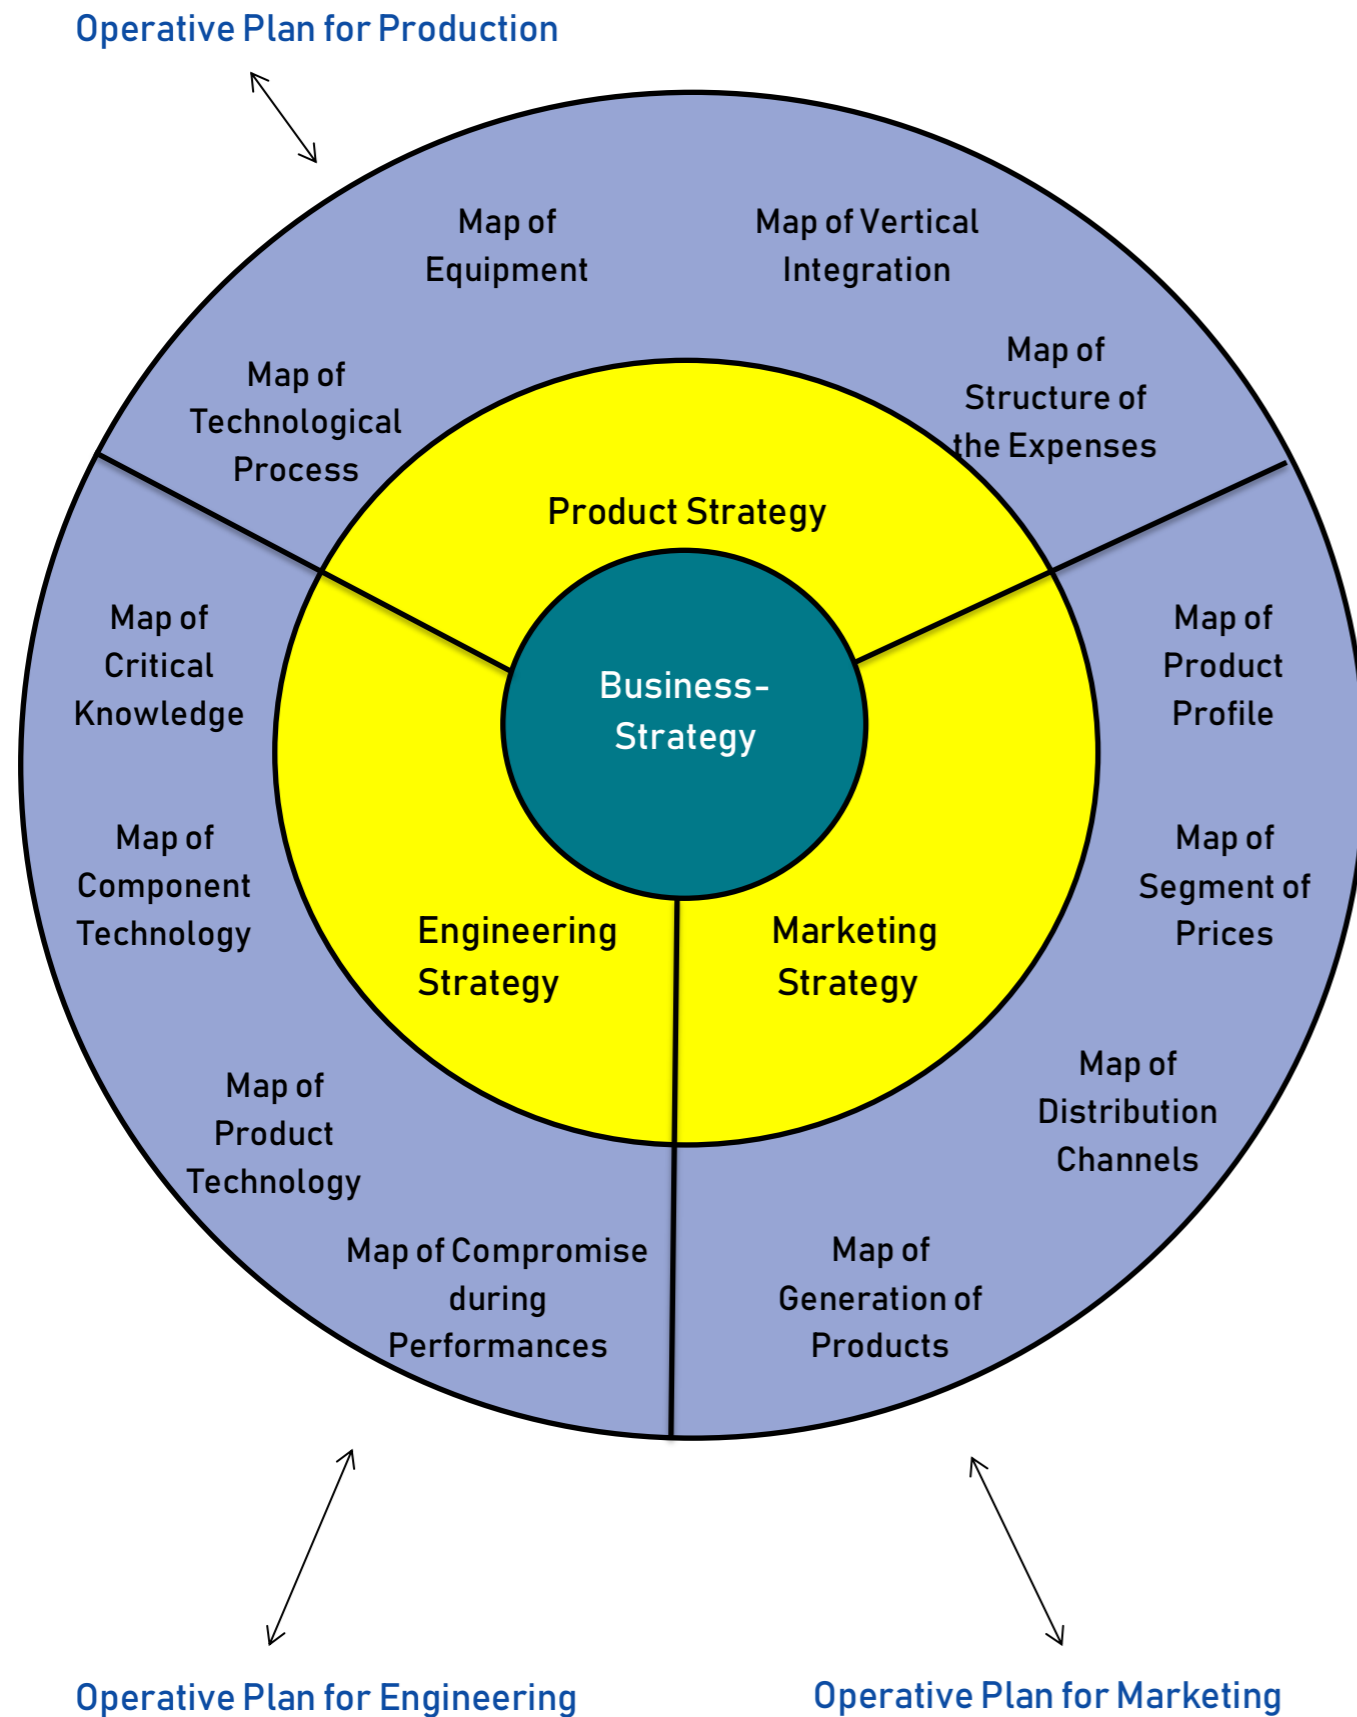 Operative Plan for Production
Map of
Equipment
Map of Vertical
Integration
Map of
Technological
Process
Map of
Structure of
the Expenses
Product Strategy
Map of
Critical
Knowledge
Business-
Strategy
Map of
Product
Profile
Map of
Component
Technology
Map of
Segment of
Prices
Engineering
Strategy
Marketing
Strategy
Map of
Product
Technology
Map of
Distribution
Channels
Map of Compromise
during
Performances
Map of
Generation of
Products
Operative Plan for Engineering
Operative Plan for Marketing